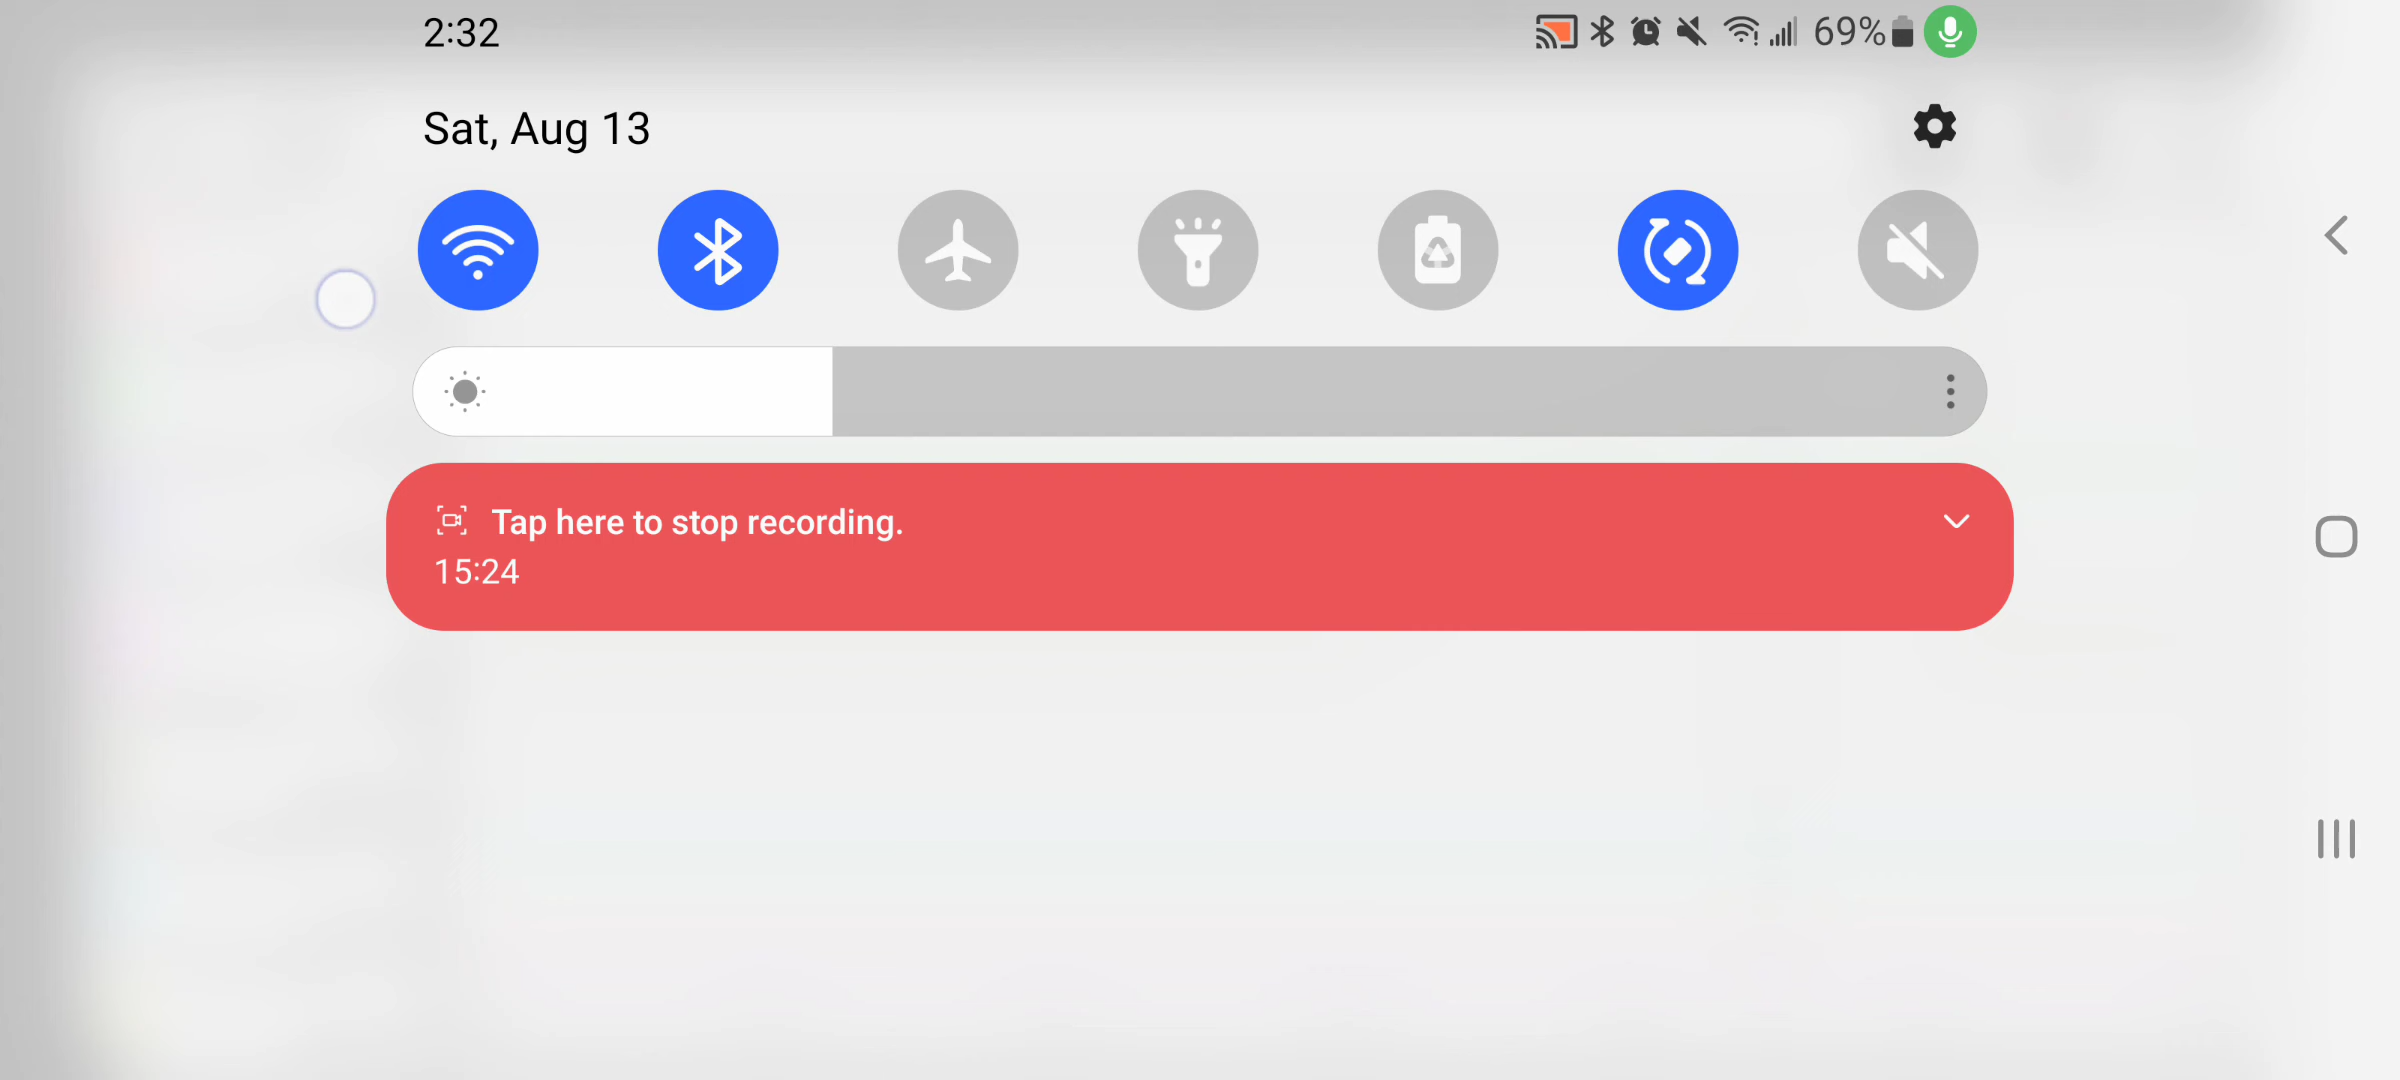 2:32
69%
Sat, Aug 13
Tap here to stop recording.
15:24